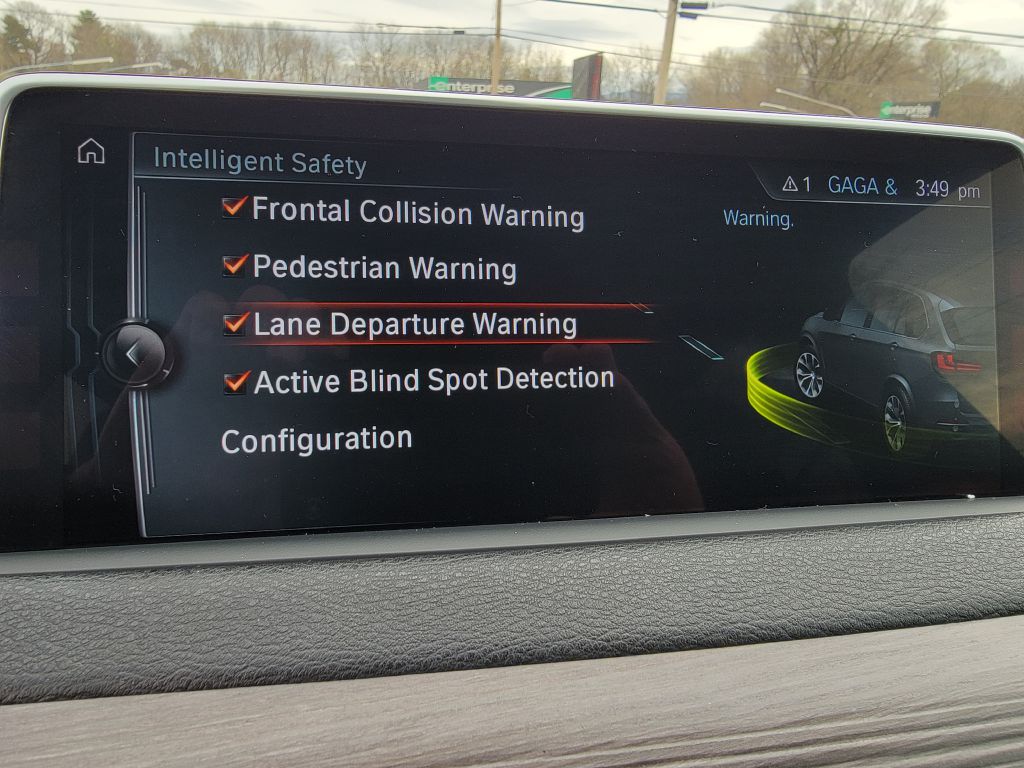 enterprise
enterprise
Intelligent Safety
1 GAGA & 3:49 pm
Frontal Collision Warning
Warning.
Pedestrian Warning
Lane Departure Warning
Active Blind Spot Detection
Configuration